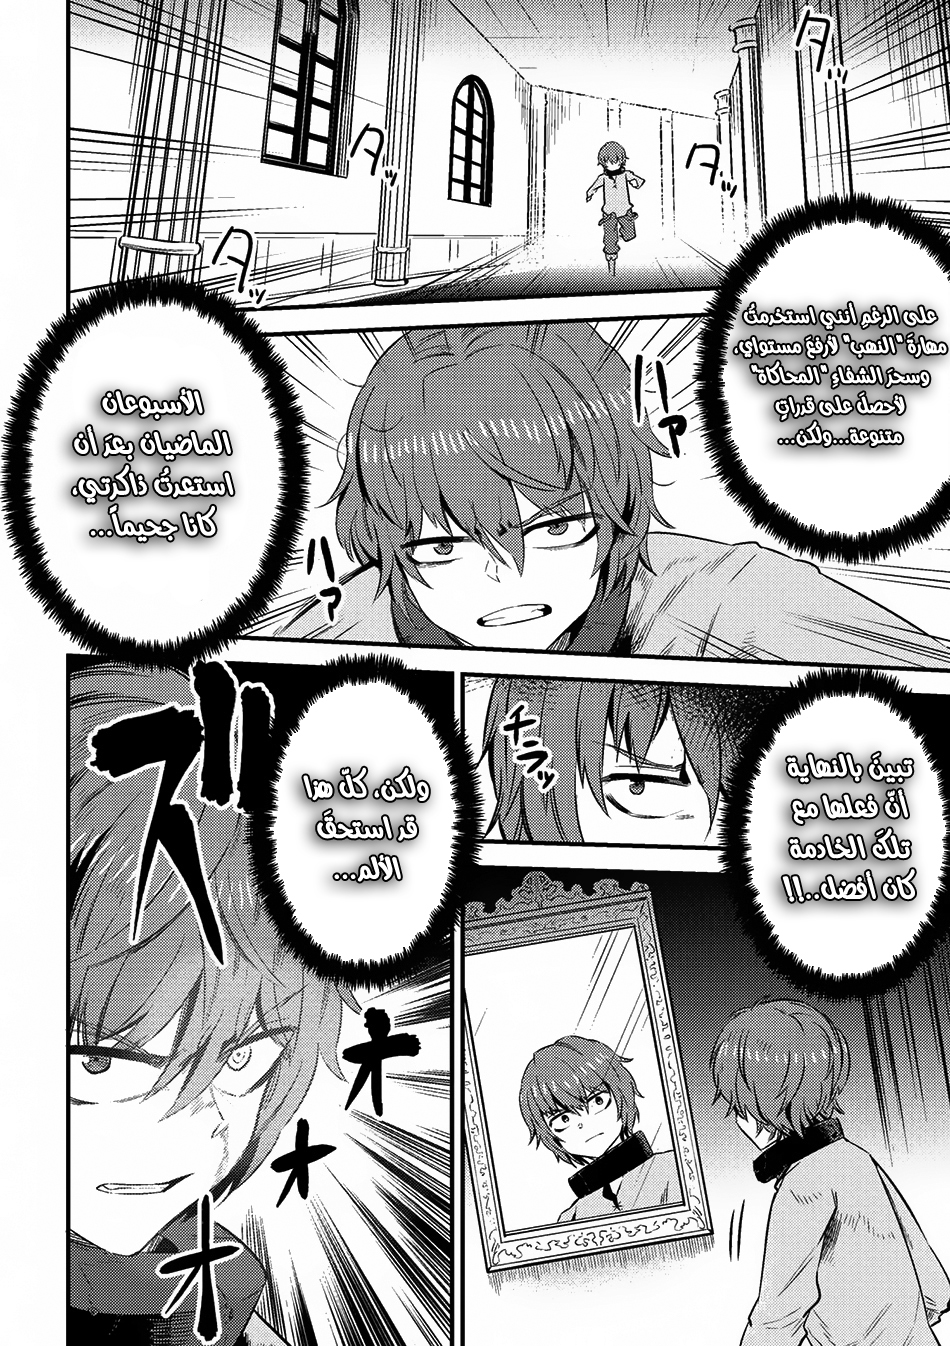 タッ
タッ
タッ
タッ
على الرغمِ أنني استخدمتُ
مهارةَ "النهب" لأرفعَ مستواي،
وسحرَ الشفاءِ "المحاكاة"
لأحصلَ على قدراتٍ
متنوعة...ولكن...
الأسبوعان
الماضيان بعدَ أن
استعدتُ ذاكرتي،
كانا جحيماً...
ハァ
ハァ
تبينَ بالنهاية
أنّ فعلها مع
تلكَ الخادمة
كان أفضل..!!
チラッ
ولكن، كلّ هذا
قد استحقَ
الألم...
ズ
オ
オ
オ
オ